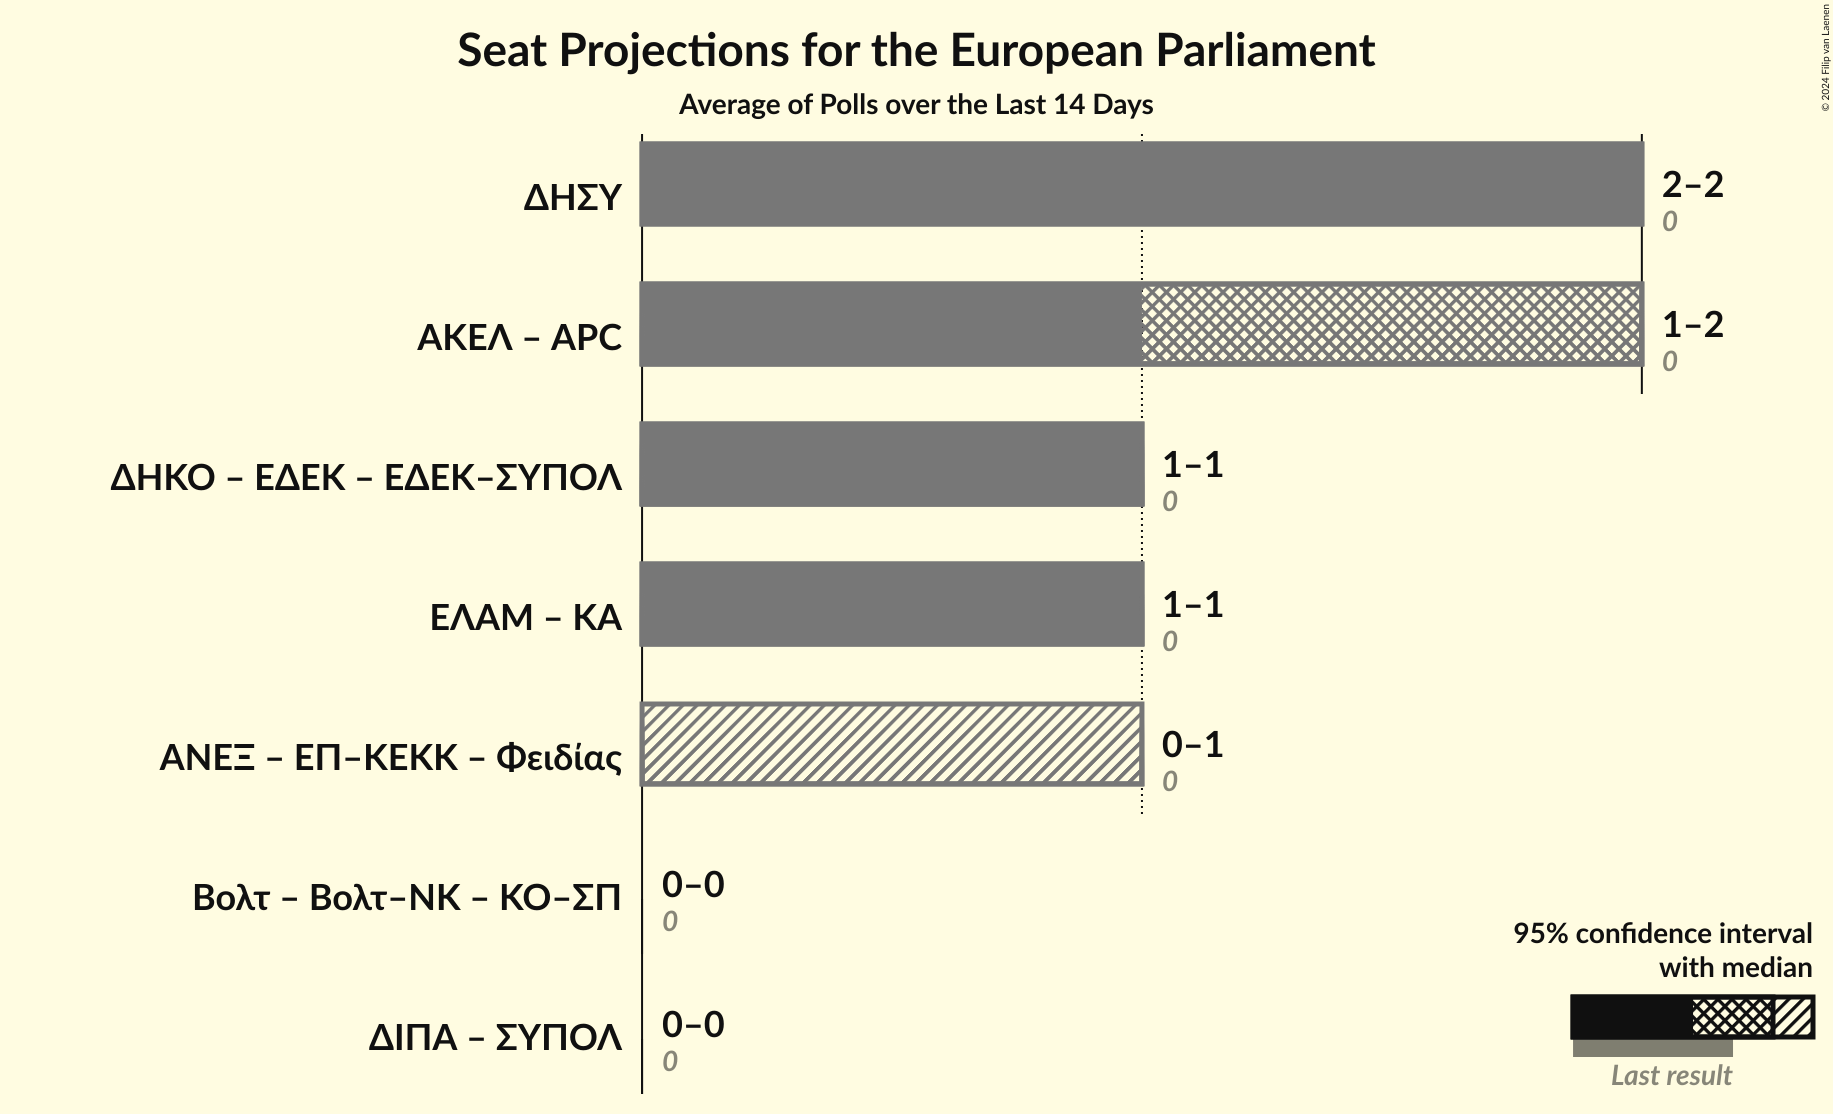 Seat Projections for the European Parliament
Average of Polls over the Last 14 Days
© 2024 Filip van Laenen
ΔΗΣΥ
2–2
0
ΑΚΕΛ – APC
1–2
0
ΔΗΚΟ – ΕΔΕΚ – ΕΔΕΚ–ΣΥΠΟΛ
1–1
0
ΕΛΑΜ – ΚΑ
1–1
0
ΑΝΕΞ – ΕΠ–ΚΕΚΚ – Φειδίας
0–1
0
Βολτ – Βολτ–ΝΚ – ΚΟ–ΣΠ
0–0
0
ΔΙΠΑ – ΣΥΠΟΛ
0–0
0
95% confidence interval
with median
Last result